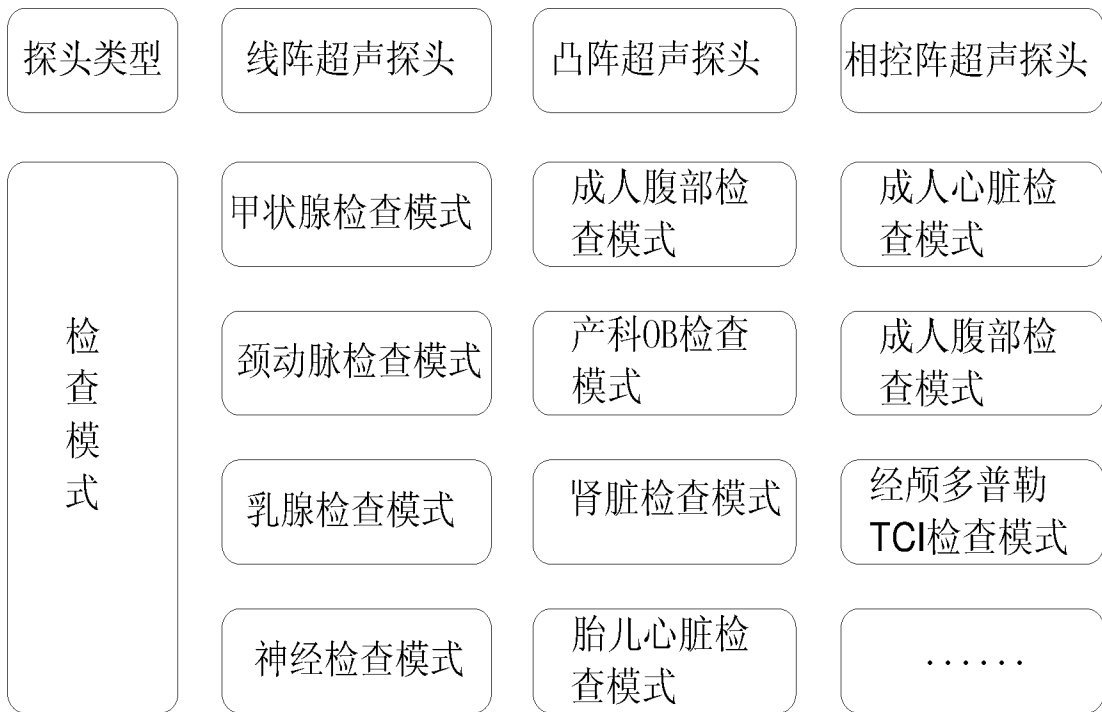 探头类型
线阵超声探头
凸阵超声探头
相控阵超声探头
检
查
模
式
甲状腺检查模式
成人腹部检
查模式
成人心脏检
查模式
颈动脉检查模式
产科OB检查
模式
成人腹部检
查模式
乳腺检查模式
肾脏检查模式
经颅多普勒
TCI检查模式
神经检查模式
胎儿心脏检
查模式
......